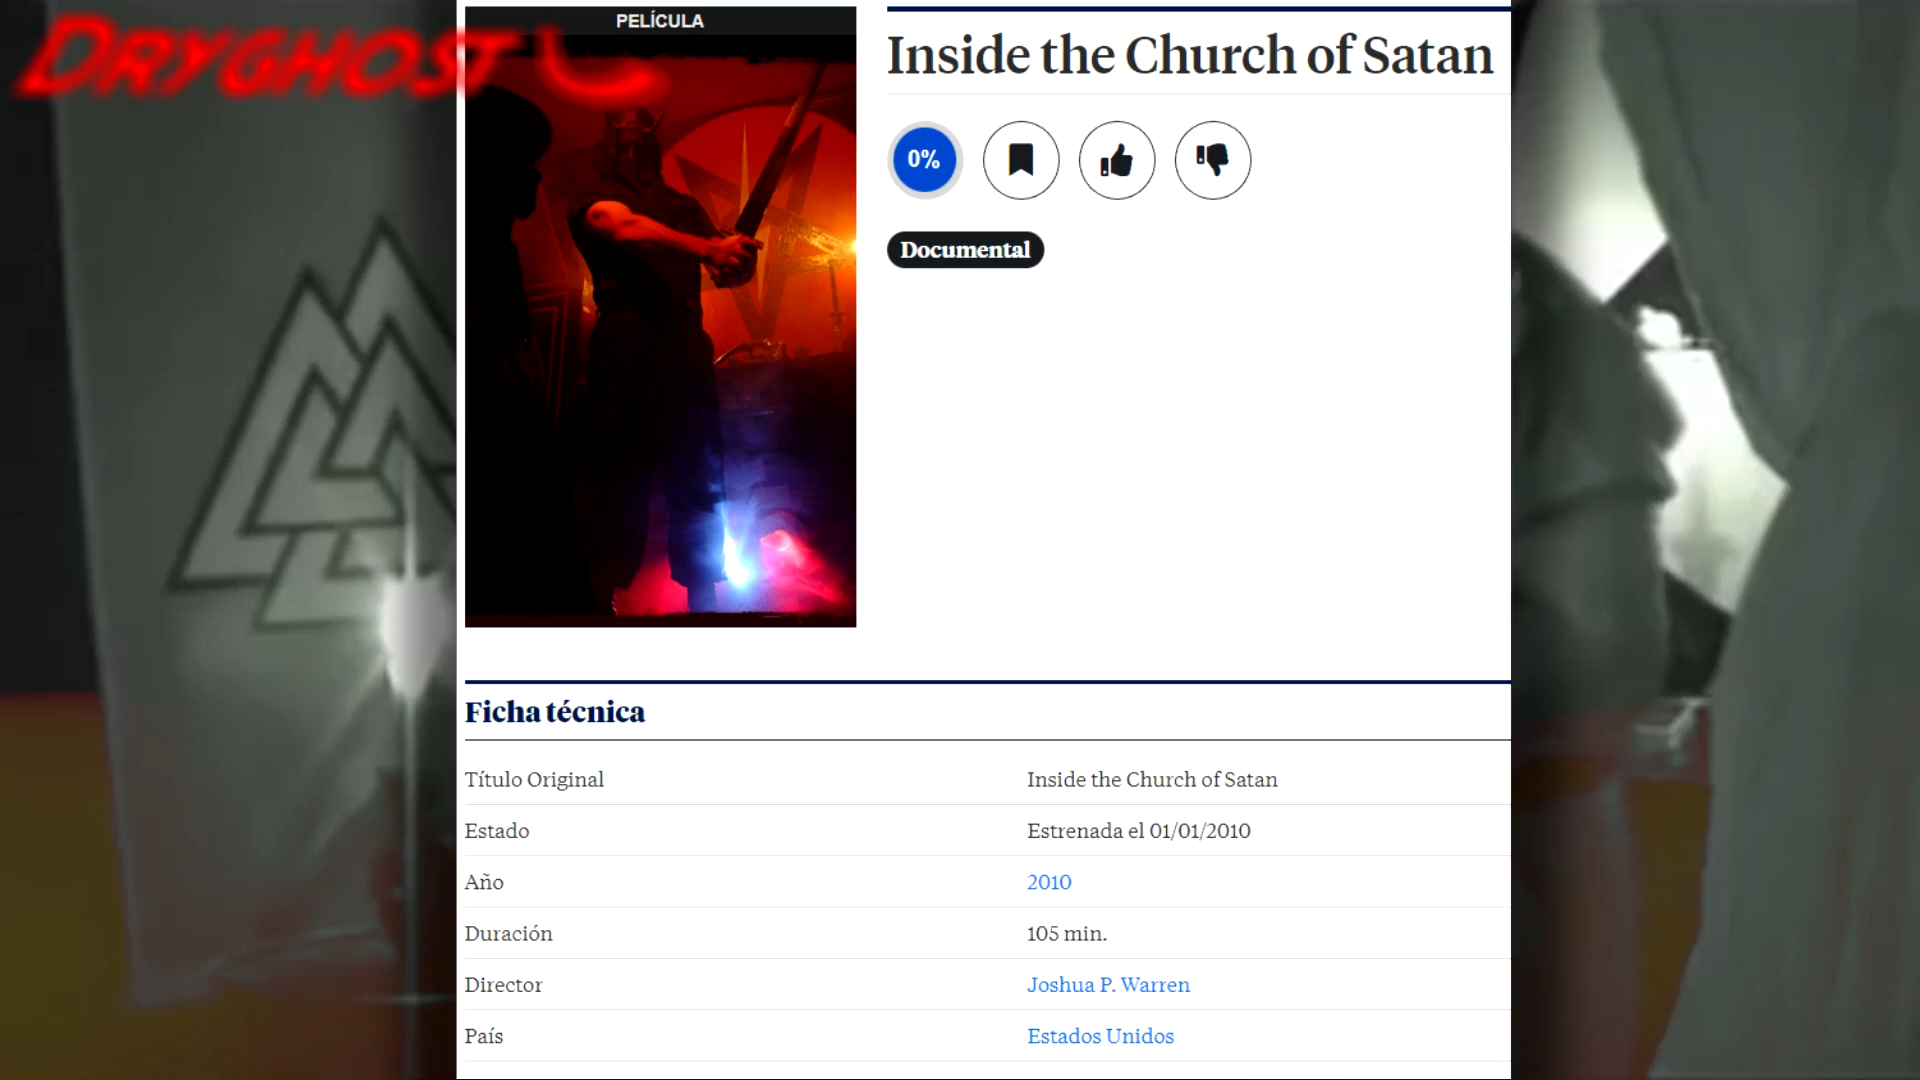 DRYGHOST
PELÍCULA
Inside the Church of Satan
0%
Documental
Ficha técnica
Título Original Inside the Church of Satan
Estado Estrenada el 01/01/2010
Año 2010
Duración 105 min.
Director Joshua P. Warren
País Estados Unidos